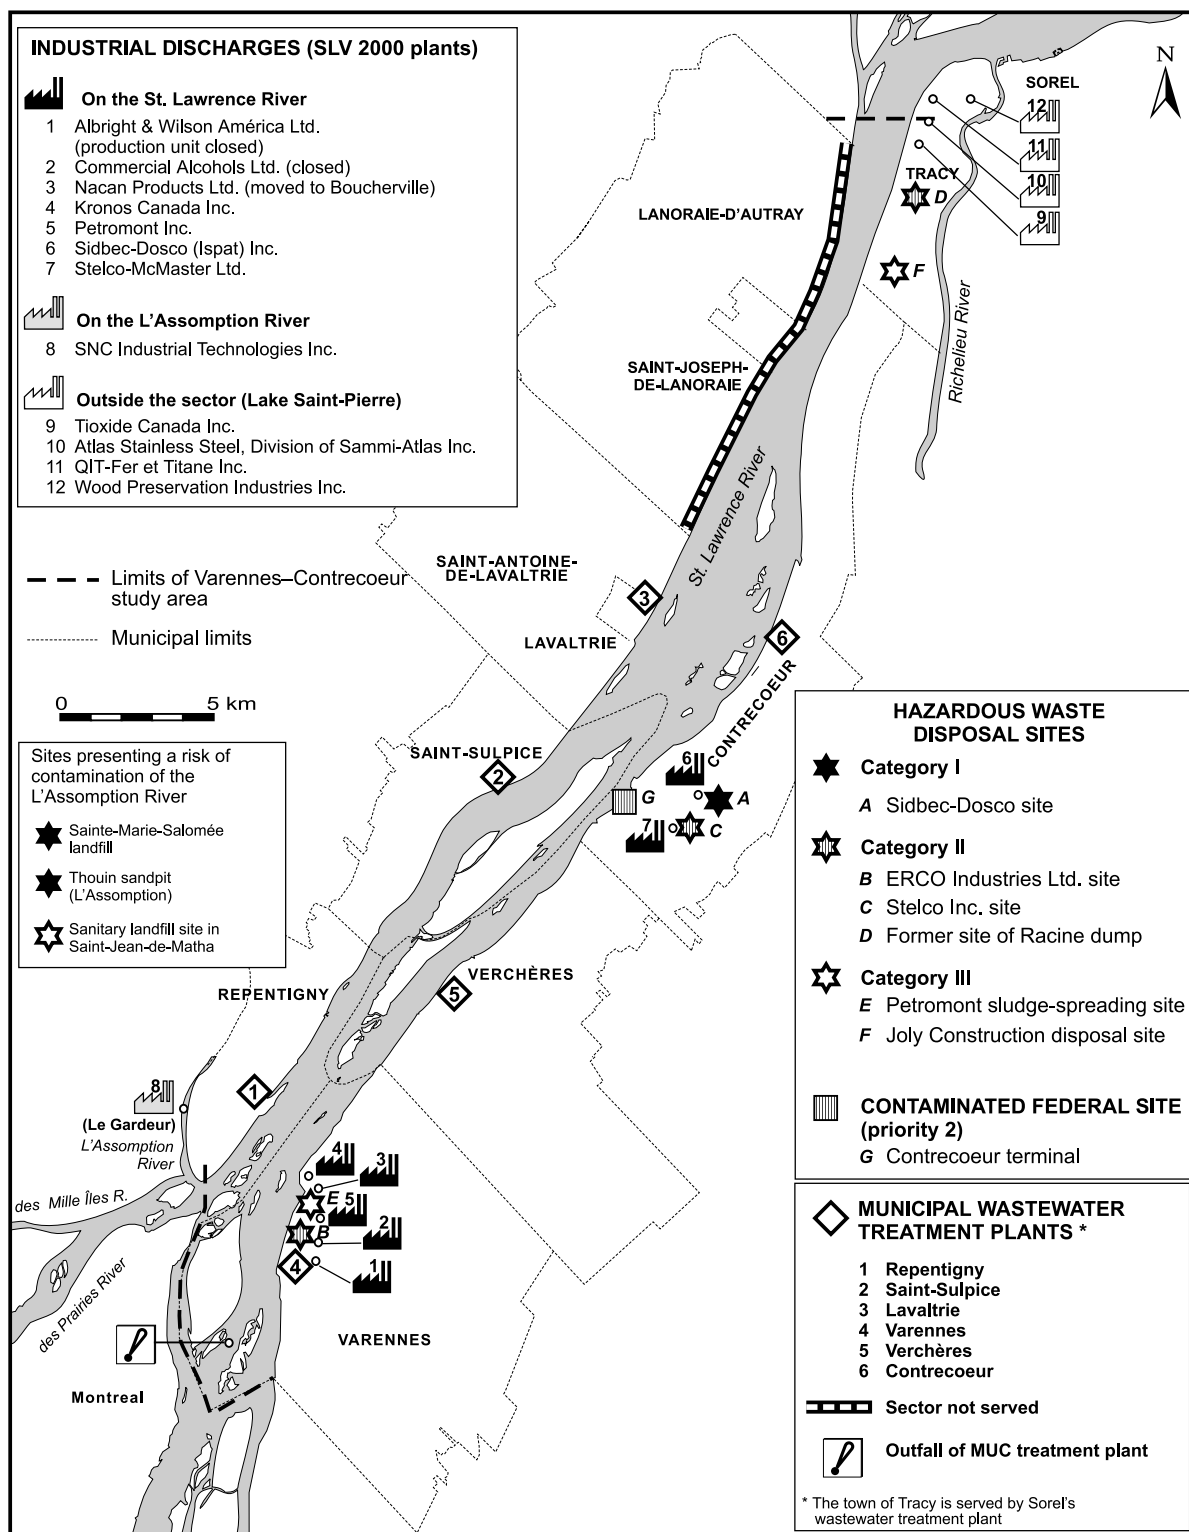 INDUSTRIAL DISCHARGES (SLV 2000 plants)
On the St. Lawrence River
1 Albright & Wilson América Ltd.
(production unit closed)
2 Commercial Alcohols Ltd. (closed)
3 Nacan Products Ltd. (moved to Boucherville)
4 Kronos Canada Inc.
5 Petromont Inc.
6 Sidbec-Dosco (Ispat) Inc.
7 Stelco-McMaster Ltd.
On the L'Assomption River
8 SNC Industrial Technologies Inc.
Outside the sector (Lake Saint-Pierre)
9 Tioxide Canada Inc.
10 Atlas Stainless Steel, Division of Sammi-Atlas Inc.
11 QIT-Fer et Titane Inc.
12 Wood Preservation Industries Inc.
Limits of Varennes–Contrecoeur
study area
Municipal limits
0 5 km
Sites presenting a risk of
contamination of the
L'Assomption River
Sainte-Marie-Salomée
landfill
Thouin sandpit
(L'Assomption)
Sanitary landfill site in
Saint-Jean-de-Matha
N
SOREL
12
11
10
9
TRACY
D
F
Richelieu River
LANORAIE-D'AUTRAY
SAINT-JOSEPH-
DE-LANORAIE
St. Lawrence River
SAINT-ANTOINE-
DE-LAVALTRIE
3
LAVALTRIE
6
CONTRECOEUR
SAINT-SULPICE
2
6
G
A
7
C
VERCHÈRES
5
REPENTIGNY
1
8
(Le Gardeur)
L'Assomption
River
des Mille Îles R.
des Prairies River
4
3
E
5
B
2
4
1
VARENNES
Montreal
HAZARDOUS WASTE
DISPOSAL SITES
Category I
A Sidbec-Dosco site
Category II
B ERCO Industries Ltd. site
C Stelco Inc. site
D Former site of Racine dump
Category III
E Petromont sludge-spreading site
F Joly Construction disposal site
CONTAMINATED FEDERAL SITE
(priority 2)
G Contrecoeur terminal
MUNICIPAL WASTEWATER
TREATMENT PLANTS *
1 Repentigny
2 Saint-Sulpice
3 Lavaltrie
4 Varennes
5 Verchères
6 Contrecoeur
Sector not served
Outfall of MUC treatment plant
* The town of Tracy is served by Sorel's
wastewater treatment plant